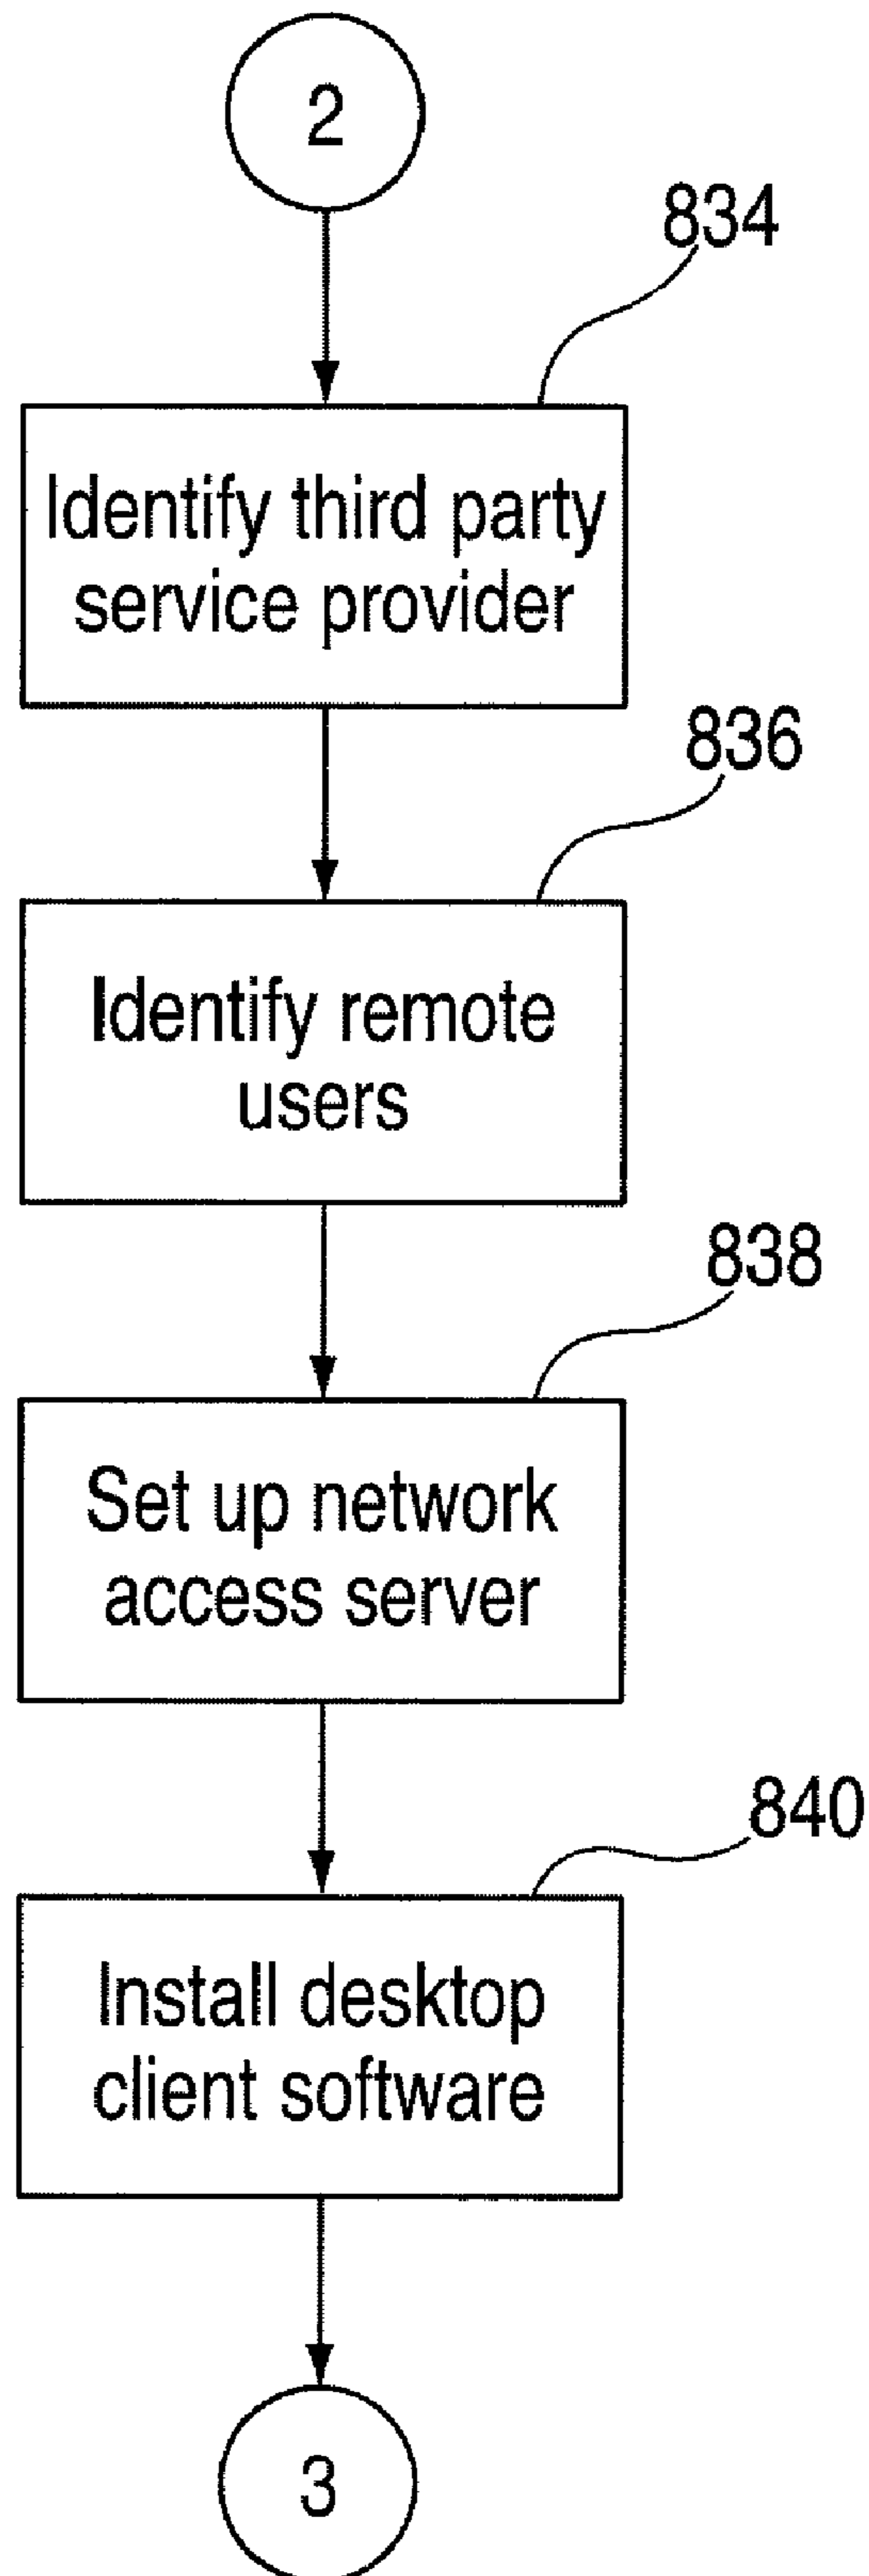 2
834
Identify third party
service provider
836
Identify remote
users
838
Set up network
access server
840
Install desktop
client software
3